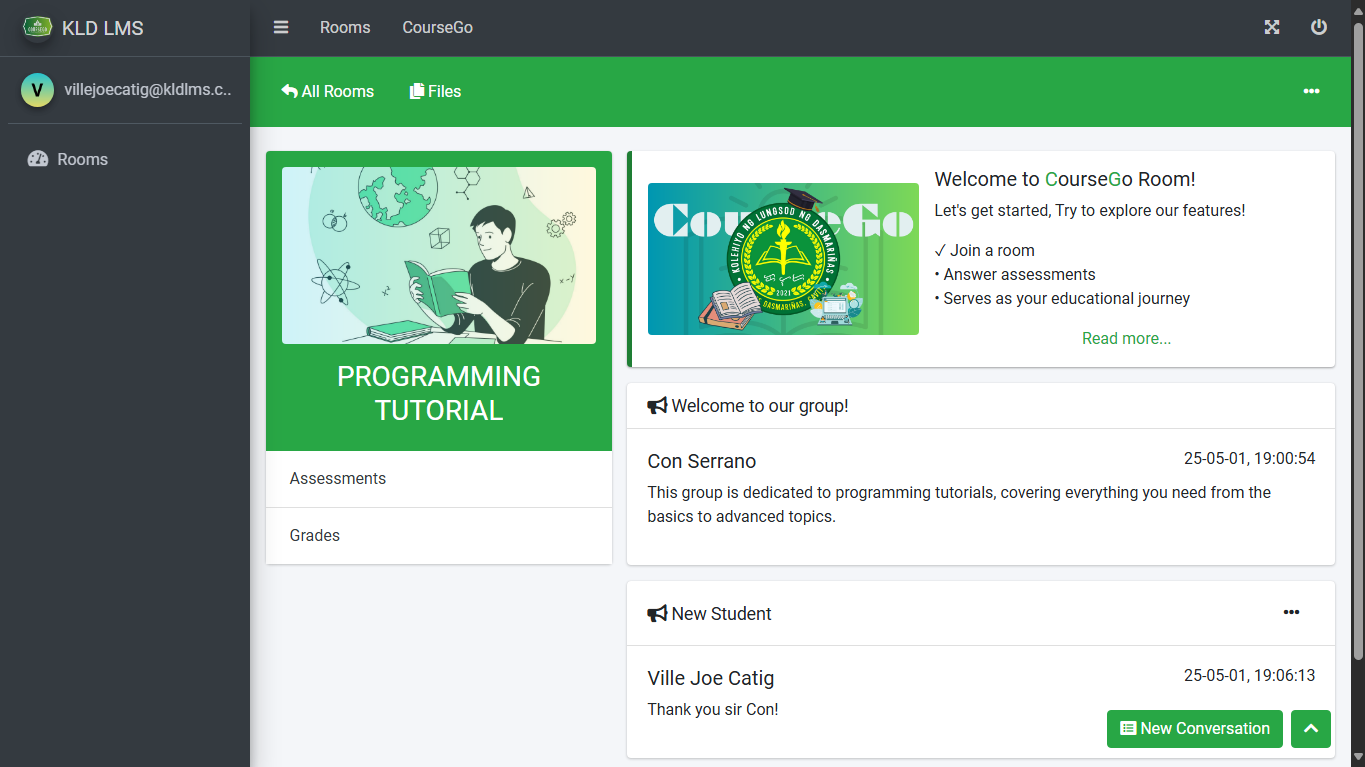 KLD LMS
Rooms
CourseGo
V
villejoecatig@kldlms.c..
Rooms
All Rooms
Files
PROGRAMMING
TUTORIAL
Assessments
Grades
CourseGo
KOLEHIYO NG LUNGSOD NG DASMARIÑAS
2021
Welcome to CourseGo Room!
Let's get started, Try to explore our features!
✓ Join a room
• Answer assessments
• Serves as your educational journey
Read more...
Welcome to our group!
Con Serrano
25-05-01, 19:00:54
This group is dedicated to programming tutorials, covering everything you need from the
basics to advanced topics.
New Student
Ville Joe Catig
25-05-01, 19:06:13
Thank you sir Con!
New Conversation